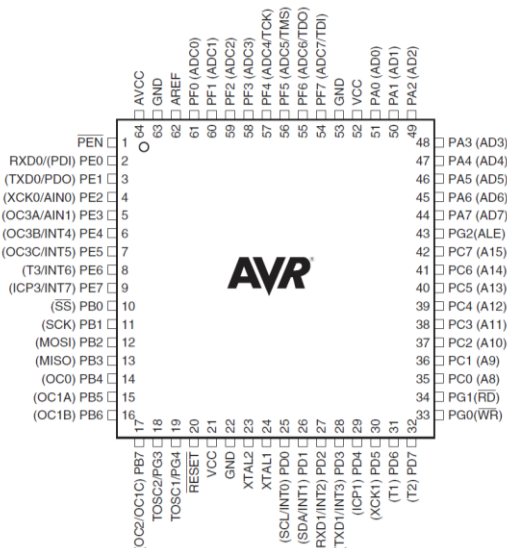 AVCC
GND
AREF
PF0 (ADC0)
PF1 (ADC1)
PF2 (ADC2)
PF3 (ADC3)
PF4 (ADC4/TCK)
PF5 (ADC5/TMS)
PF6 (ADC6/TDO)
PF7 (ADC7/TDI)
GND
VCC
PA0 (AD0)
PA1 (AD1)
PA2 (AD2)
64
63
62
61
60
59
58
57
56
55
54
53
52
51
50
49
PEN 1
RXD0/(PDI) PE0 2
(TXD0/PDO) PE1 3
(XCK0/AIN0) PE2 4
(OC3A/AIN1) PE3 5
(OC3B/INT4) PE4 6
(OC3C/INT5) PE5 7
(T3/INT6) PE6 8
(ICP3/INT7) PE7 9
(SS) PB0 10
(SCK) PB1 11
(MOSI) PB2 12
(MISO) PB3 13
(OC0) PB4 14
(OC1A) PB5 15
(OC1B) PB6 16
AVR
48 PA3 (AD3)
47 PA4 (AD4)
46 PA5 (AD5)
45 PA6 (AD6)
44 PA7 (AD7)
43 PG2(ALE)
42 PC7 (A15)
41 PC6 (A14)
40 PC5 (A13)
39 PC4 (A12)
38 PC3 (A11)
37 PC2 (A10)
36 PC1 (A9)
35 PC0 (A8)
34 PG1(RD)
33 PG0(WR)
17
18
19
20
21
22
23
24
25
26
27
28
29
30
31
32
(OC2/OC1C) PB7
TOSC2/PG3
TOSC1/PG4
RESET
VCC
GND
XTAL2
XTAL1
(SCL/INT0) PD0
(SDA/INT1) PD1
RXD1/INT2) PD2
TXD1/INT3) PD3
(ICP1) PD4
(XCK1) PD5
(T1) PD6
(T2) PD7